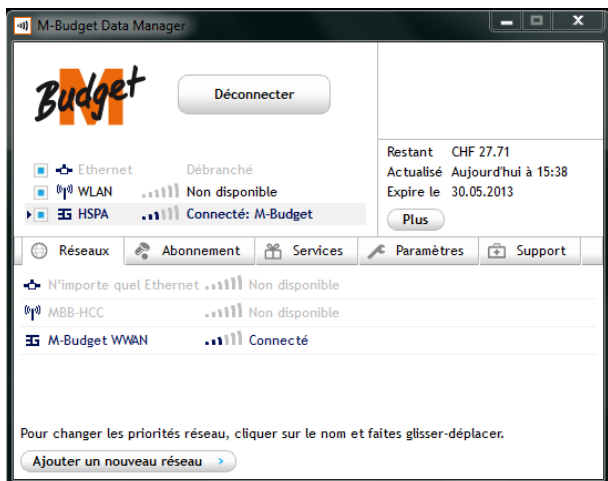 M-Budget Data Manager
M Budget
Déconnecter
Ethernet Débranché
WLAN Non disponible
3G HSPA Connecté: M-Budget
Restant CHF 27.71
Actualisé Aujourd'hui à 15:38
Expire le 30.05.2013
Plus
Réseaux Abonnement Services Paramètres Support
N'importe quel Ethernet Non disponible
MBB-HCC Non disponible
3G M-Budget WWAN Connecté
Pour changer les priorités réseau, cliquer sur le nom et faites glisser-déplacer.
Ajouter un nouveau réseau >